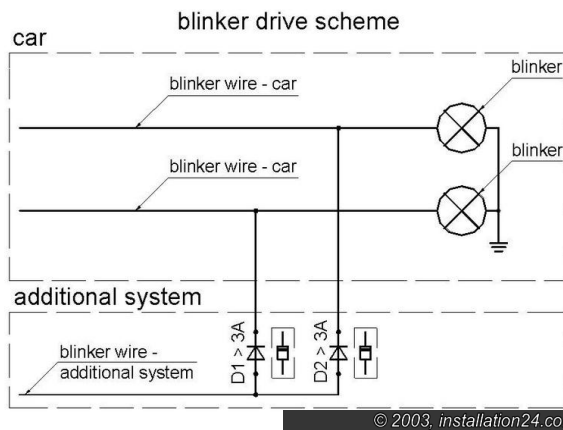 blinker drive scheme
car
blinker wire - car
blinker
blinker wire - car
blinker
additional system
blinker wire -
additional system
D1 > 3A
D2 > 3A
© 2003, installation24.co